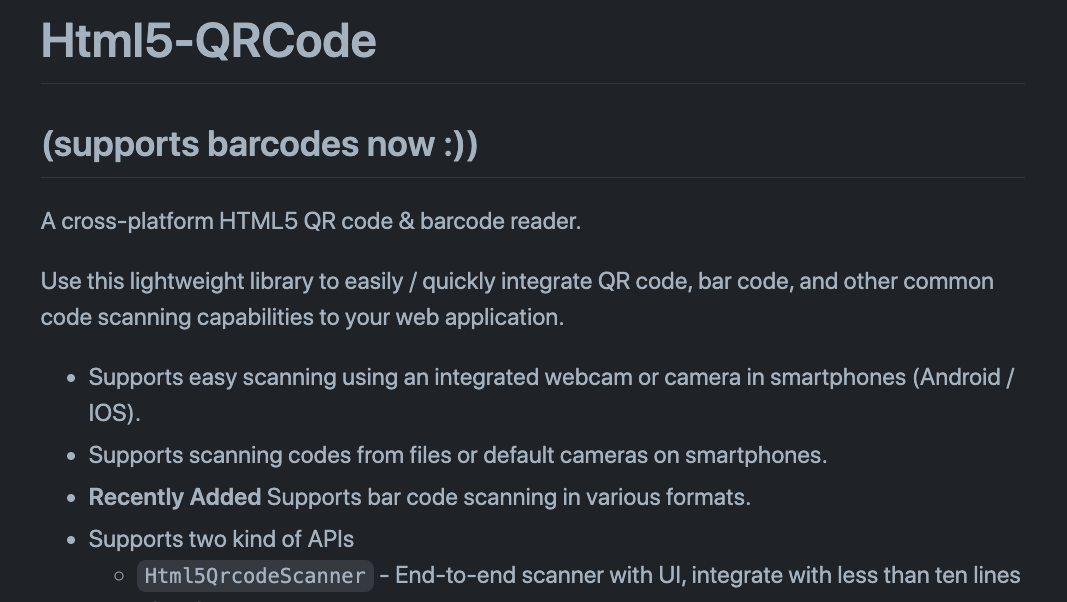 Html5-QRCode
(supports barcodes now :))
A cross-platform HTML5 QR code & barcode reader.
Use this lightweight library to easily / quickly integrate QR code, bar code, and other common
code scanning capabilities to your web application.
Supports easy scanning using an integrated webcam or camera in smartphones (Android /
IOS).
Supports scanning codes from files or default cameras on smartphones.
Recently Added Supports bar code scanning in various formats.
Supports two kind of APIs
Html5QrcodeScanner - End-to-end scanner with UI, integrate with less than ten lines